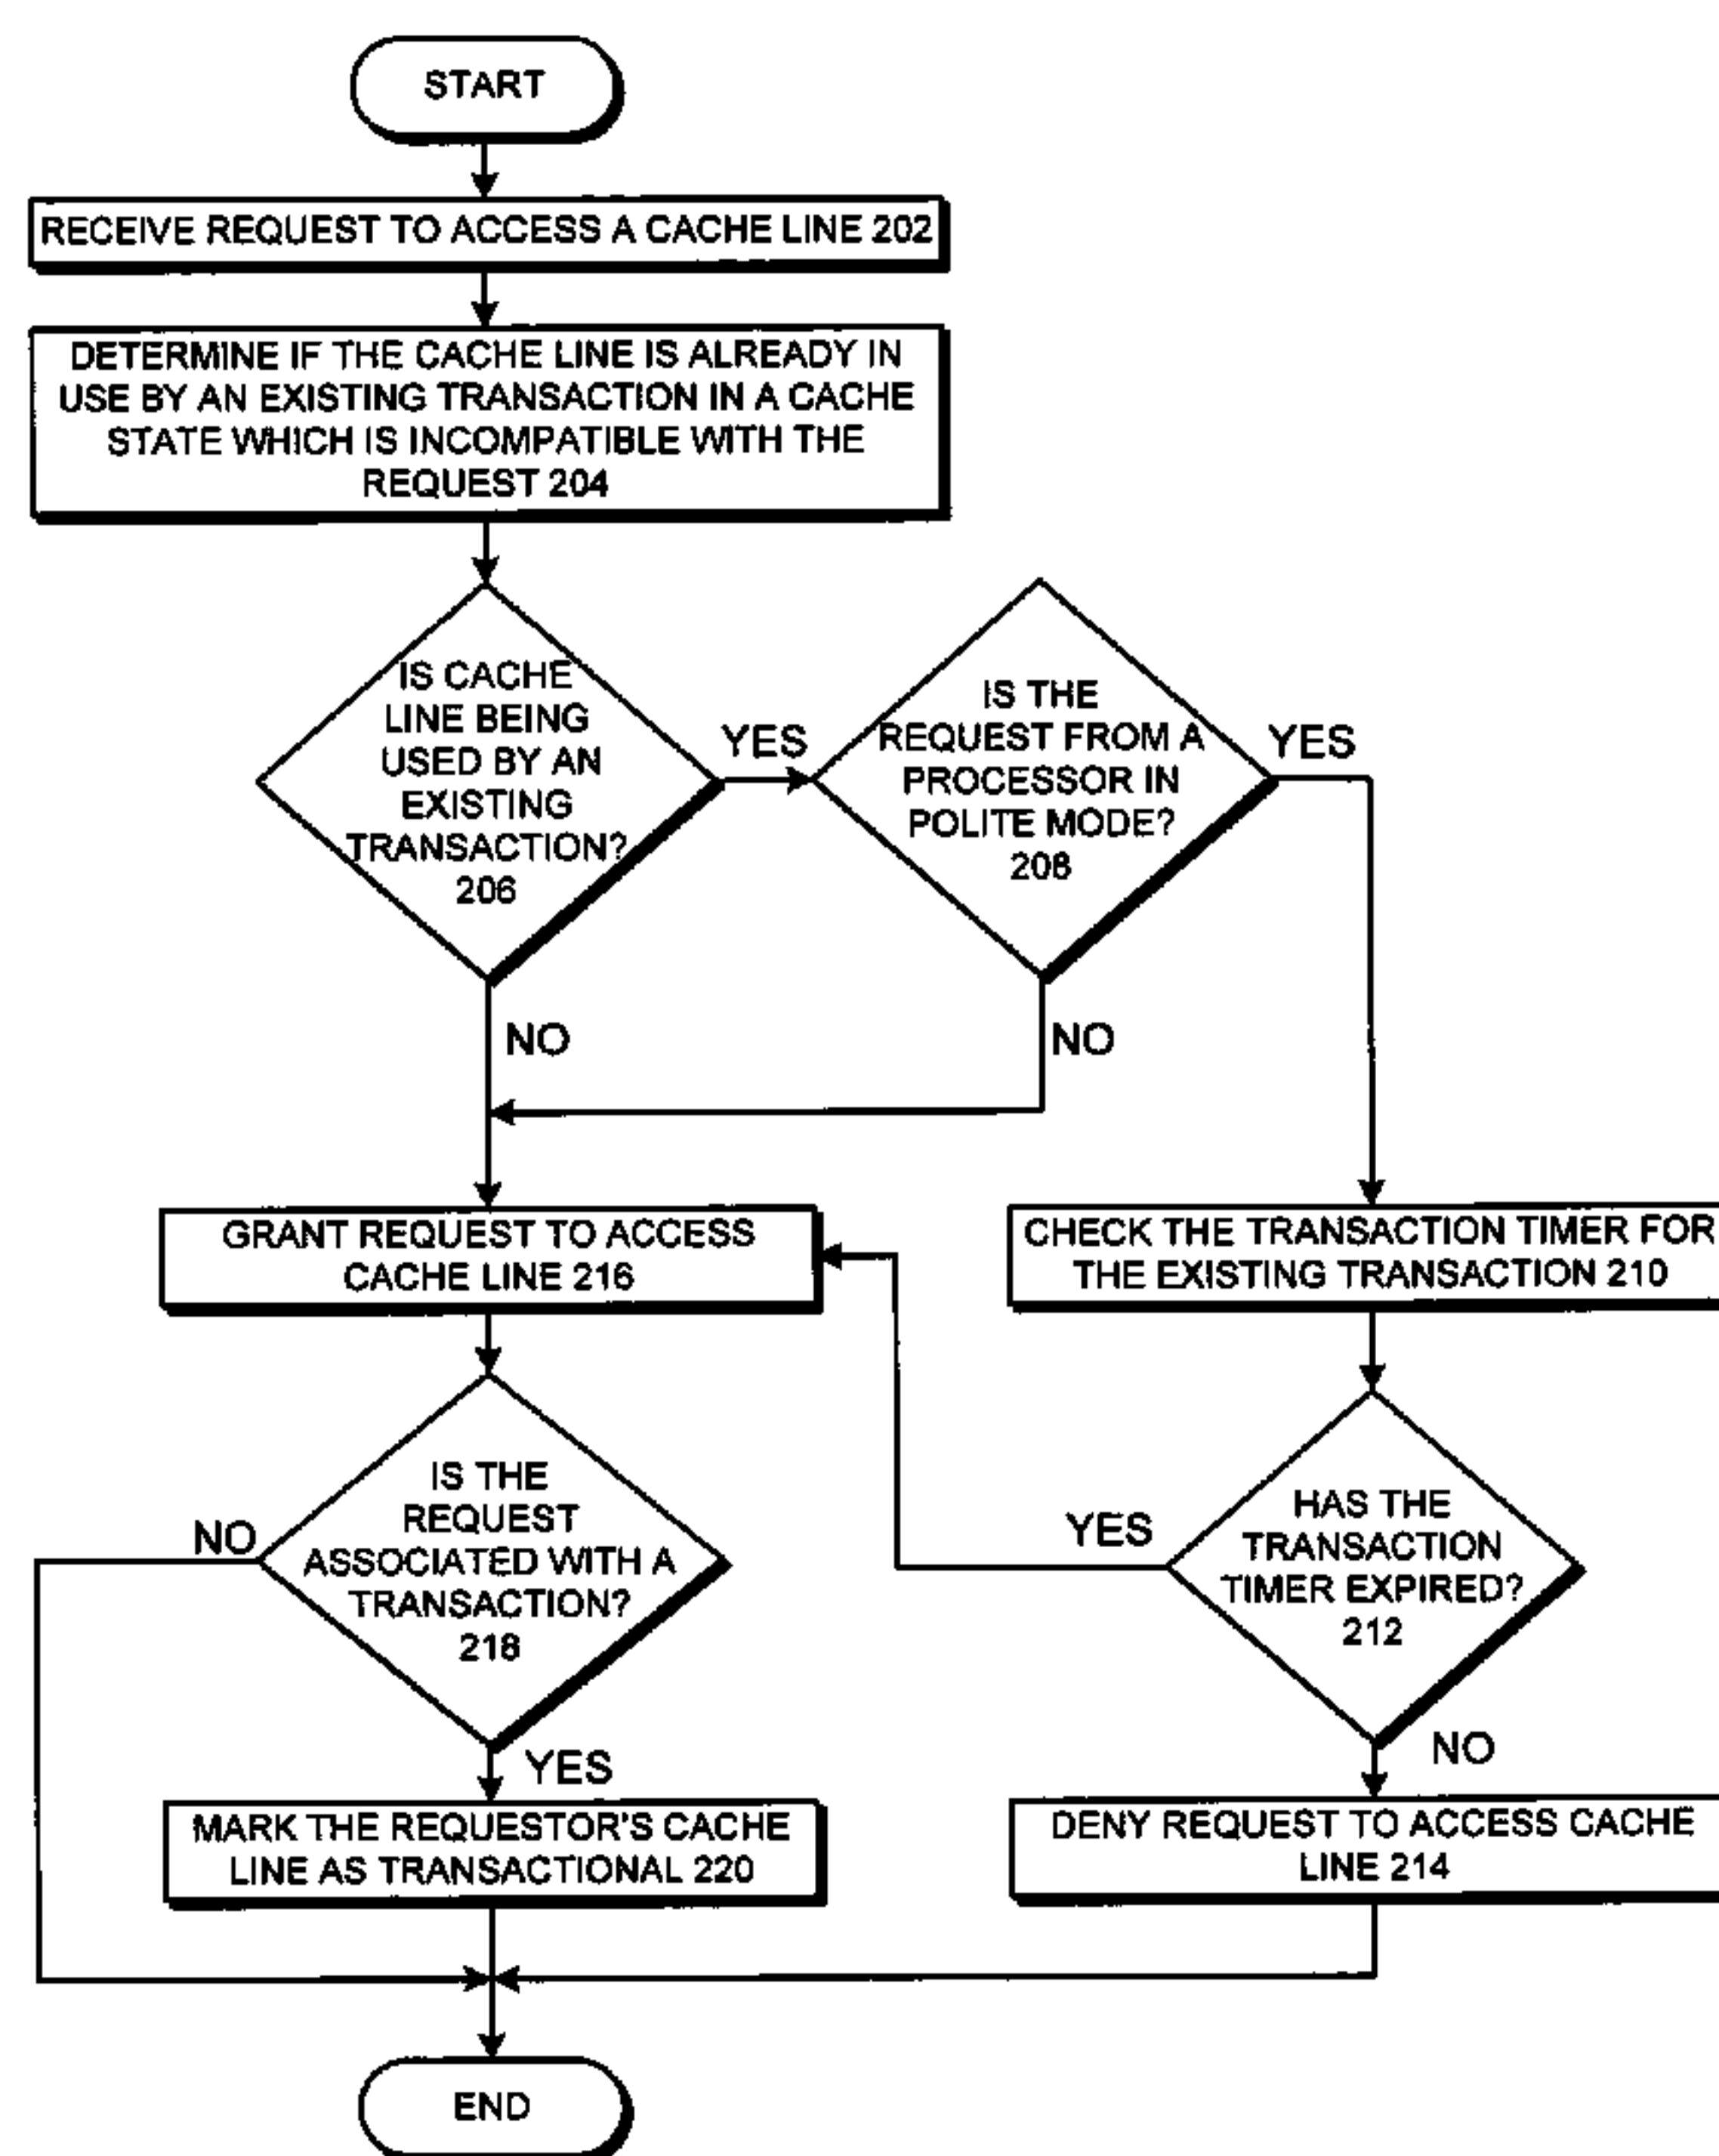 START
RECEIVE REQUEST TO ACCESS A CACHE LINE 202
DETERMINE IF THE CACHE LINE IS ALREADY IN
USE BY AN EXISTING TRANSACTION IN A CACHE
STATE WHICH IS INCOMPATIBLE WITH THE
REQUEST 204
IS CACHE
LINE BEING
USED BY AN
EXISTING
TRANSACTION?
206
YES
NO
IS THE
REQUEST FROM A
PROCESSOR IN
POLITE MODE?
208
YES
NO
GRANT REQUEST TO ACCESS
CACHE LINE 216
CHECK THE TRANSACTION TIMER FOR
THE EXISTING TRANSACTION 210
IS THE
REQUEST
ASSOCIATED WITH A
TRANSACTION?
218
NO
YES
HAS THE
TRANSACTION
TIMER EXPIRED?
212
YES
NO
MARK THE REQUESTOR'S CACHE
LINE AS TRANSACTIONAL 220
DENY REQUEST TO ACCESS CACHE
LINE 214
END